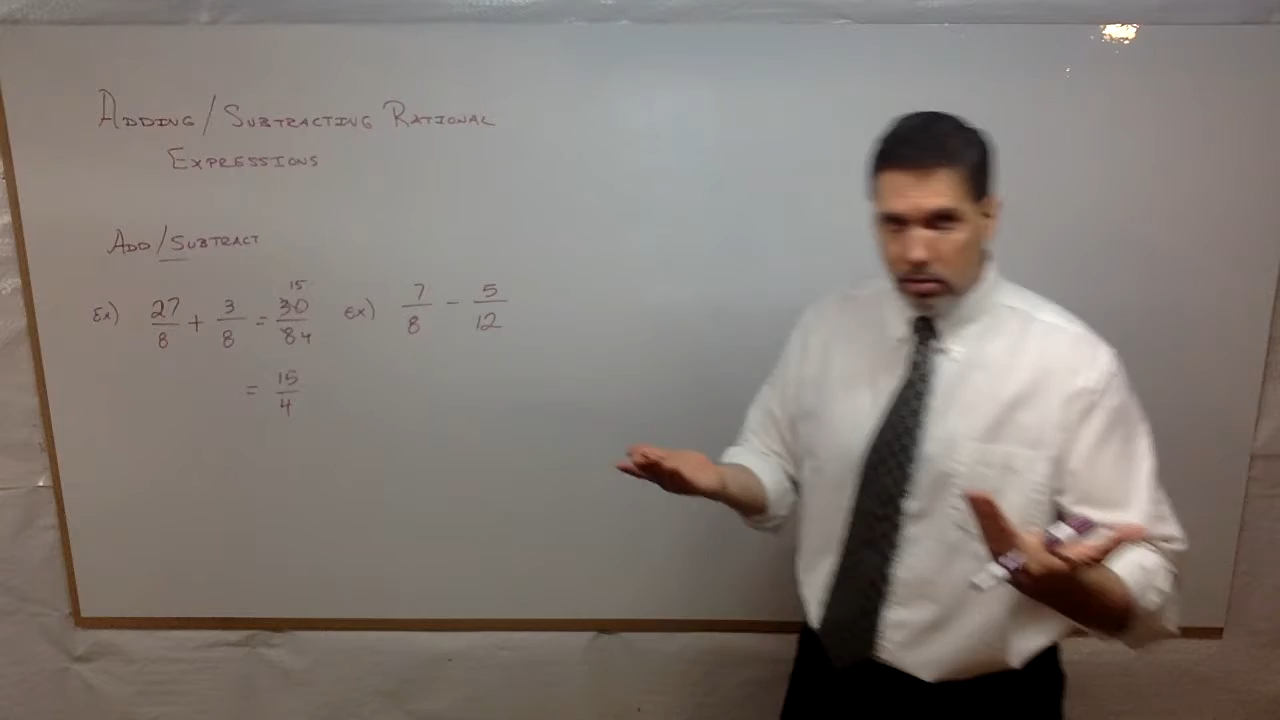 ADDING/SUBTRACTING RATIONAL
EXPRESSIONS
ADD/SUBTRACT
Ex) 27/8 + 3/8 = 30/8 15 4 Ex) 7/8 - 5/12
= 15/4